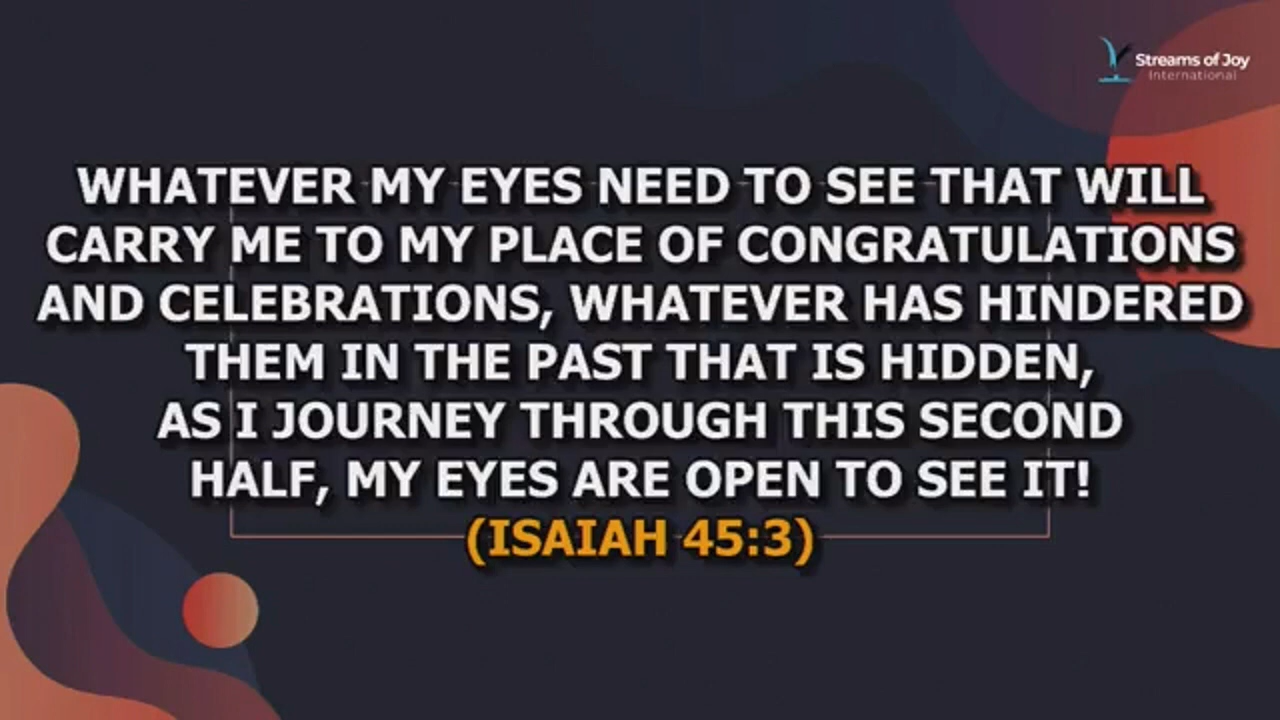 Streams of Joy
International
WHATEVER MY EYES NEED TO SEE THAT WILL
CARRY ME TO MY PLACE OF CONGRATULATIONS
AND CELEBRATIONS, WHATEVER HAS HINDERED
THEM IN THE PAST THAT IS HIDDEN,
AS I JOURNEY THROUGH THIS SECOND
HALF, MY EYES ARE OPEN TO SEE IT!
(ISAIAH 45:3)